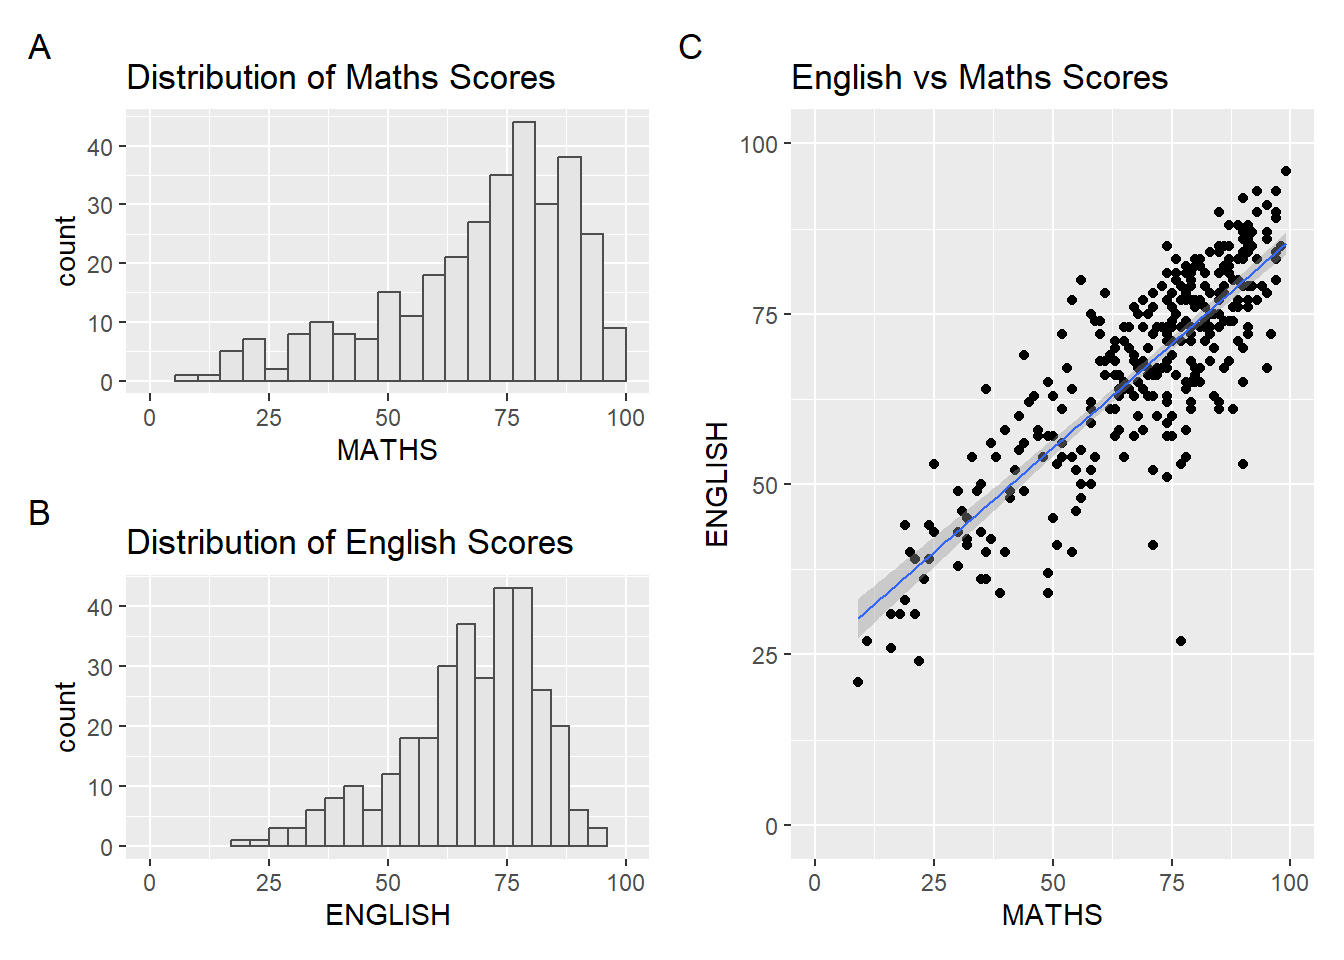 A
Distribution of Maths Scores
40
30
20
10
0
count
0 25 50 75 100
MATHS
B
Distribution of English Scores
40
30
20
10
0
count
0 25 50 75 100
ENGLISH
C
English vs Maths Scores
100
75
50
25
0
ENGLISH
0 25 50 75 100
MATHS